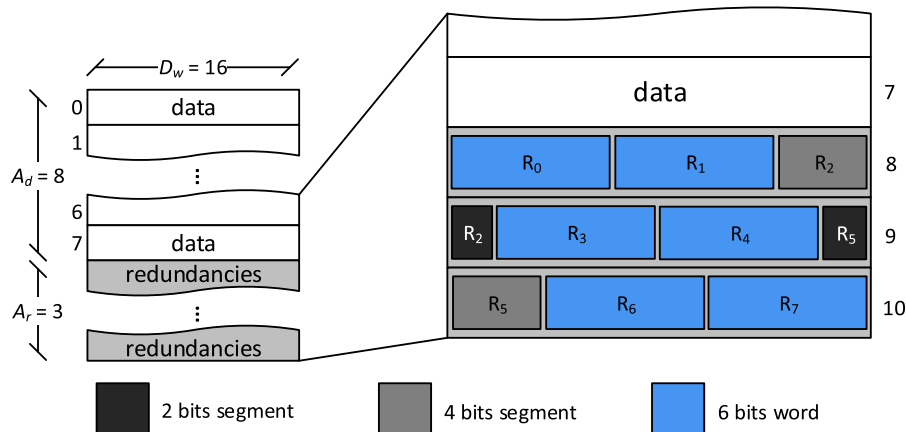 D_w = 16
0 data
1
⋮
A_d = 8
6
7 data
redundancies
⋮
A_r = 3
redundancies
data 7
R_0 R_1 R_2 8
R_2 R_3 R_4 R_5 9
R_5 R_6 R_7 10
2 bits segment
4 bits segment
6 bits word